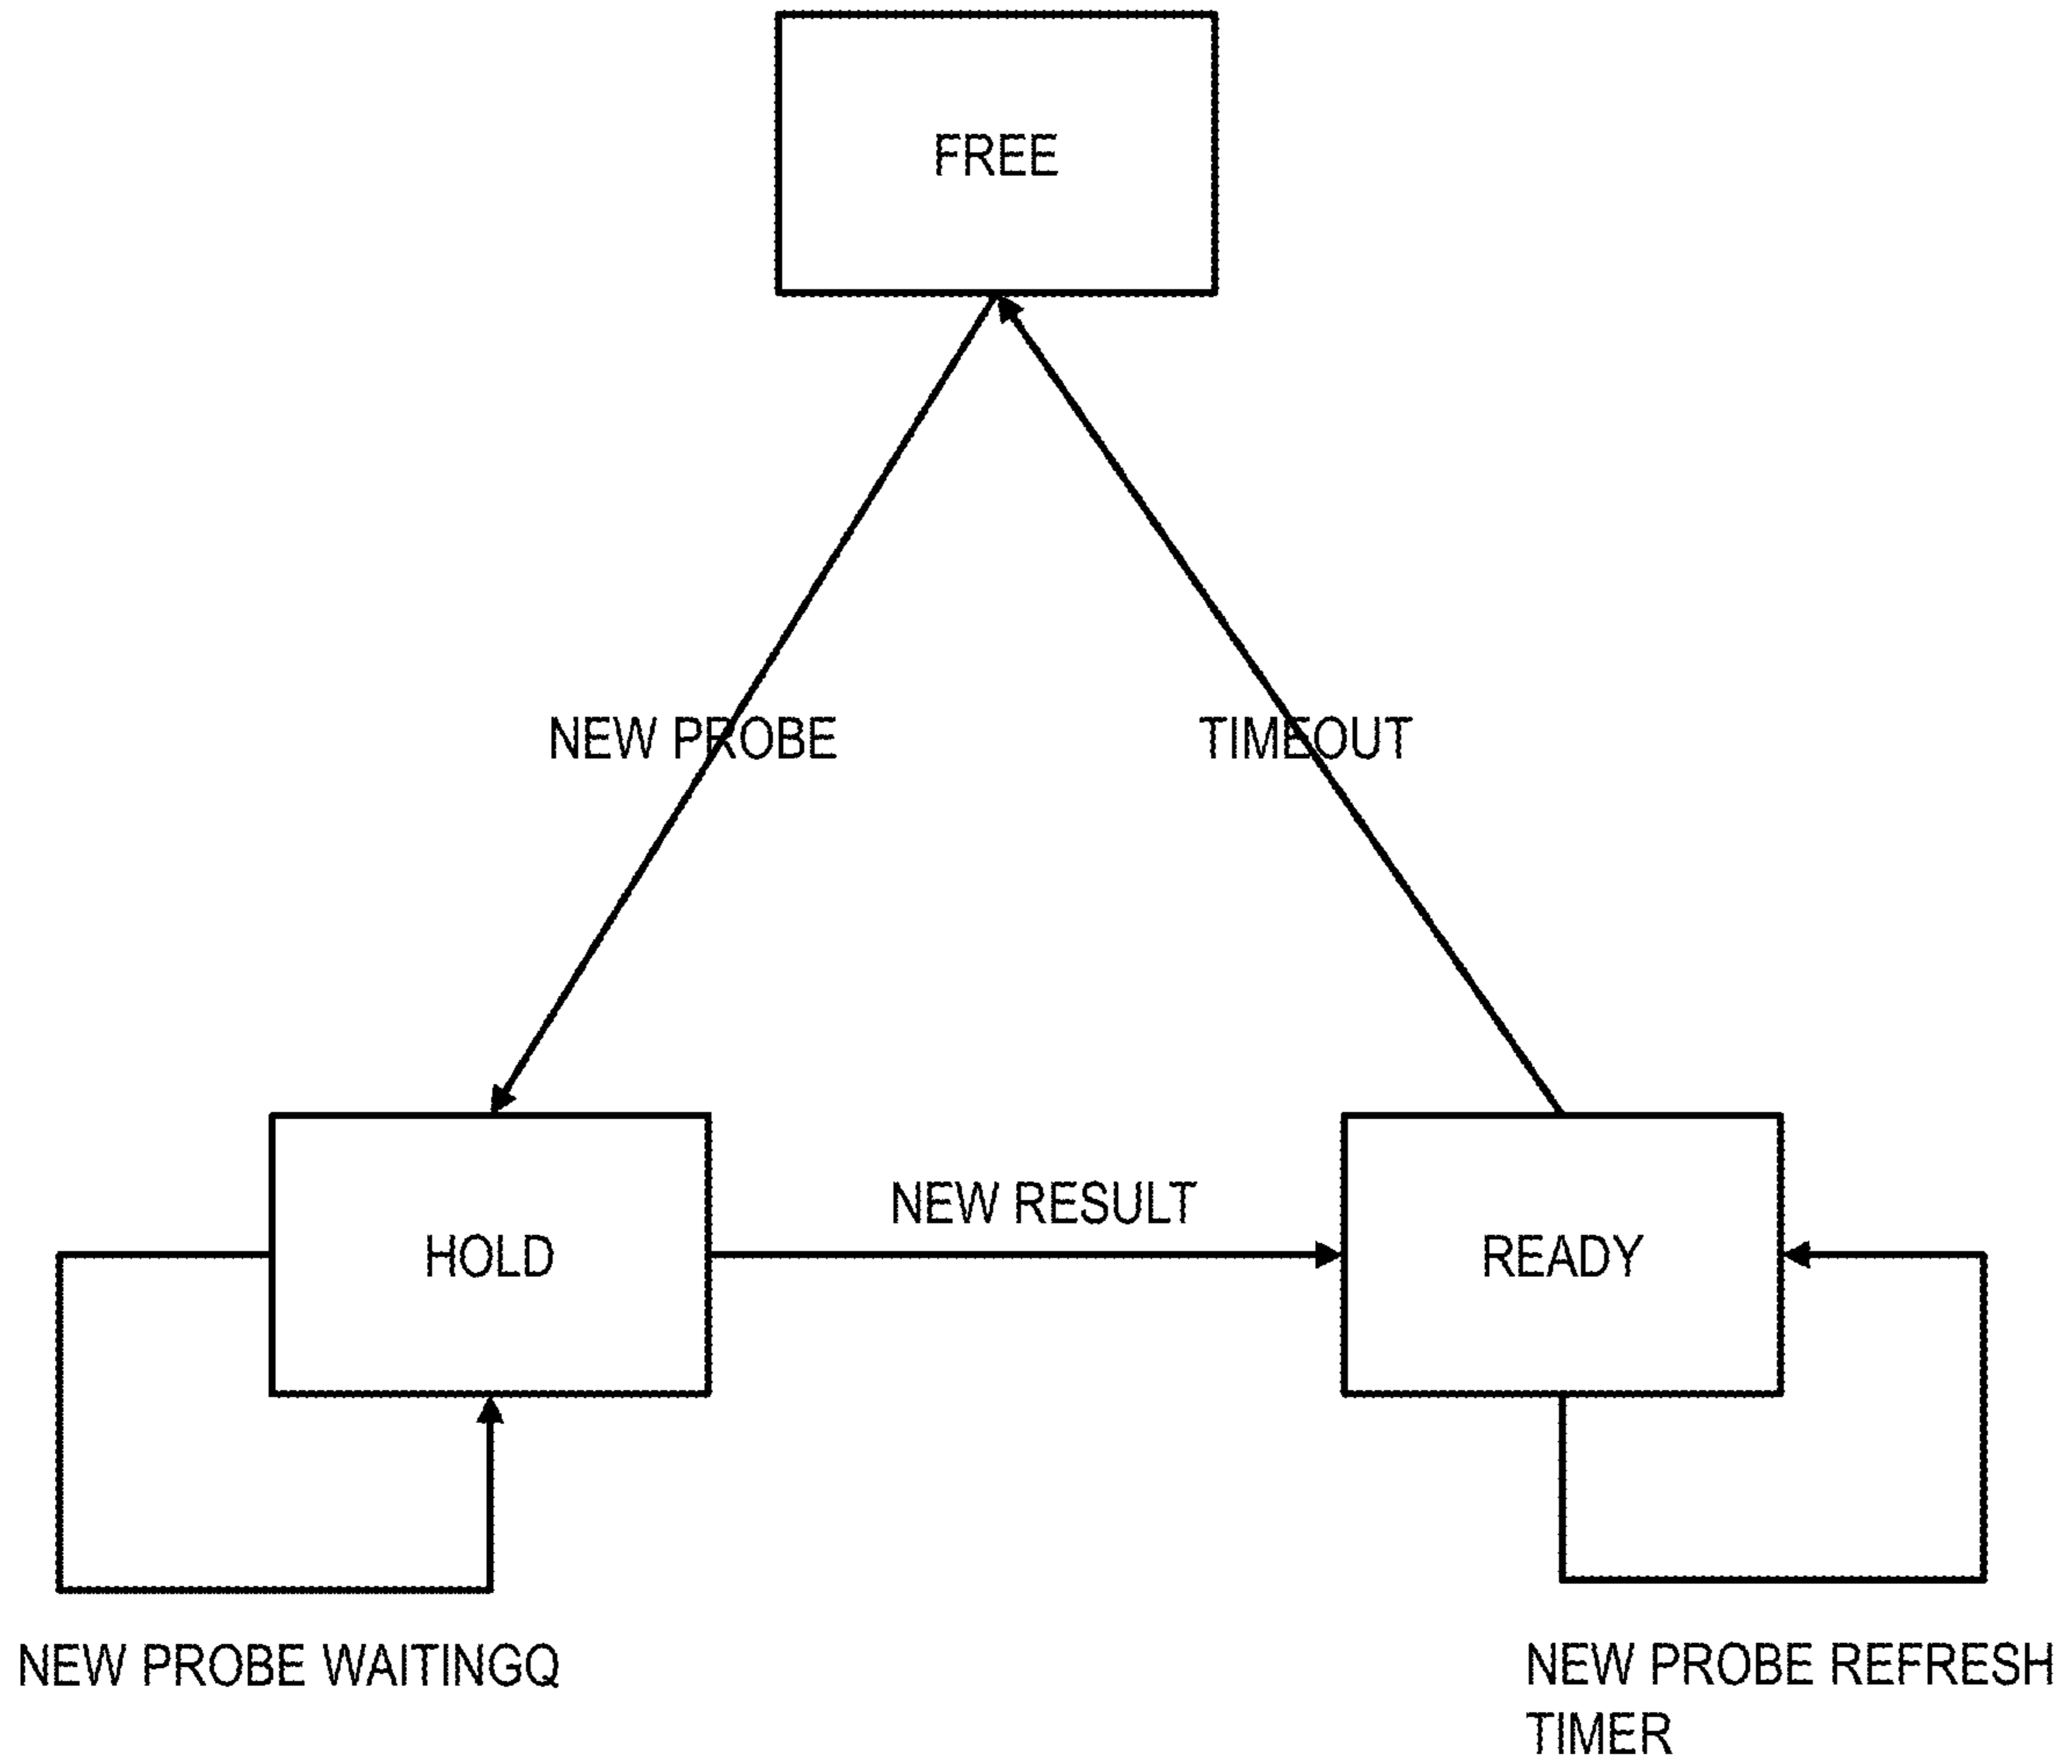 FREE
NEW PROBE
TIMEOUT
NEW RESULT
HOLD
READY
NEW PROBE WAITINGQ
NEW PROBE REFRESH
TIMER